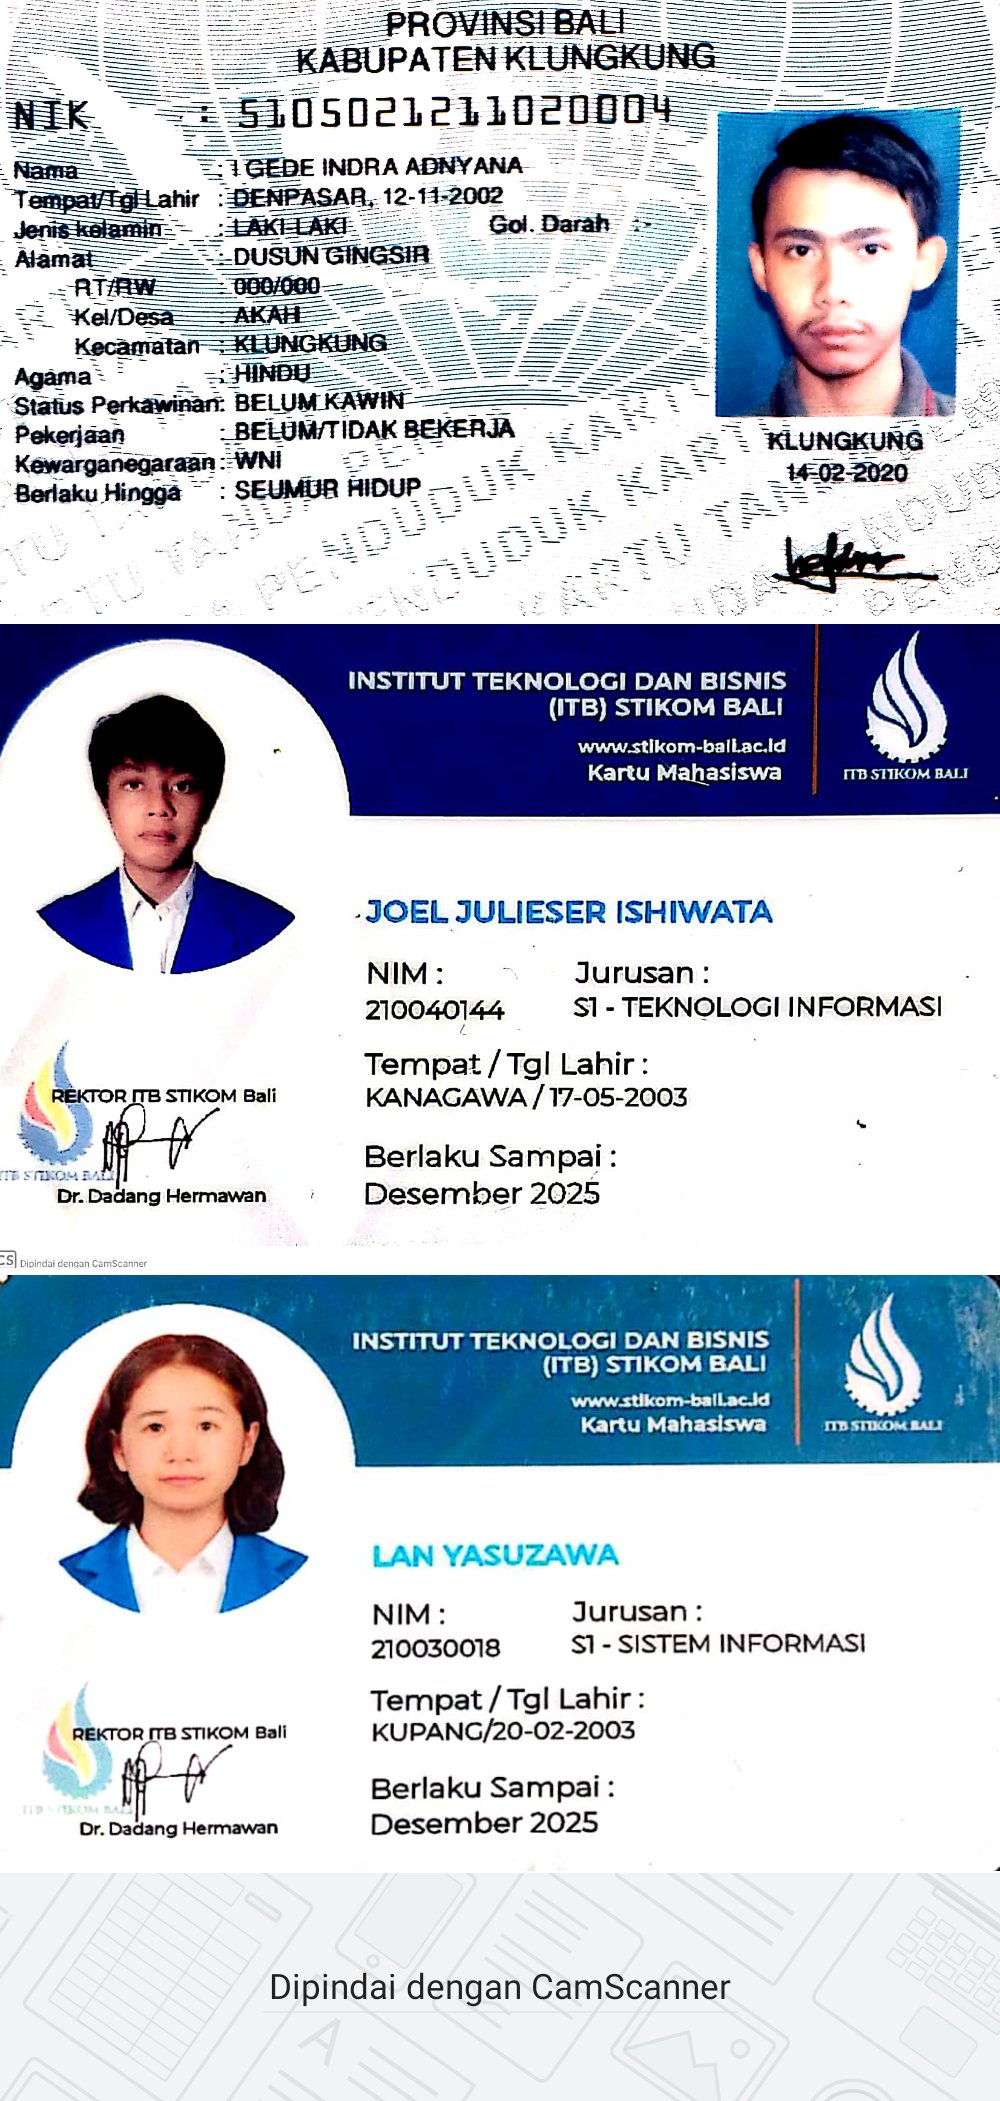 PROVINSI BALI
KABUPATEN KLUNGKUNG
NIK : 5105021211020004
Nama : I GEDE INDRA ADNYANA
Tempat/Tgl Lahir : DENPASAR, 12-11-2002
Jenis kelamin : LAKI-LAKI Gol. Darah : -
Alamat : DUSUN GINGSIR
RT/RW : 000/000
Kel/Desa : AKAH
Kecamatan : KLUNGKUNG
Agama : HINDU
Status Perkawinan: BELUM KAWIN
Pekerjaan : BELUM/TIDAK BEKERJA
Kewarganegaraan: WNI
Berlaku Hingga : SEUMUR HIDUP
KLUNGKUNG
14-02-2020
INSTITUT TEKNOLOGI DAN BISNIS
(ITB) STIKOM BALI
www.stikom-bali.ac.id
Kartu Mahasiswa
ITB STIKOM BALI
JOEL JULIESER ISHIWATA
NIM : Jurusan :
210040144 S1 - TEKNOLOGI INFORMASI
Tempat / Tgl Lahir :
KANAGAWA / 17-05-2003
Berlaku Sampai :
Desember 2025
REKTOR ITB STIKOM Bali
ITB STIKOM BALI
Dr. Dadang Hermawan
CS Dipindai dengan CamScanner
INSTITUT TEKNOLOGI DAN BISNIS
(ITB) STIKOM BALI
www.stikom-bali.ac.id
Kartu Mahasiswa
ITB STIKOM BALI
LAN YASUZAWA
NIM : Jurusan :
210030018 S1 - SISTEM INFORMASI
Tempat / Tgl Lahir :
KUPANG/20-02-2003
Berlaku Sampai :
Desember 2025
REKTOR ITB STIKOM Bali
ITB STIKOM BALI
Dr. Dadang Hermawan
Dipindai dengan CamScanner